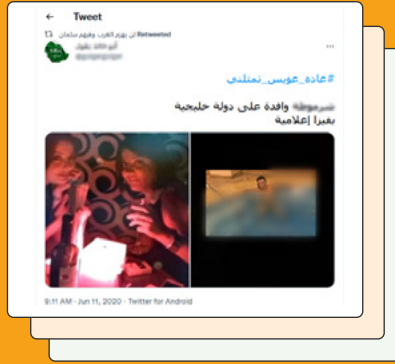 ← Tweet
لن يهزم العرب وفيهم سلمان Retweeted
#غادة_عويس_تمثلني
وافدة على دولة خليجية
بفيزا إعلامية
9:11 AM - Jun 11, 2020 - Twitter for Android